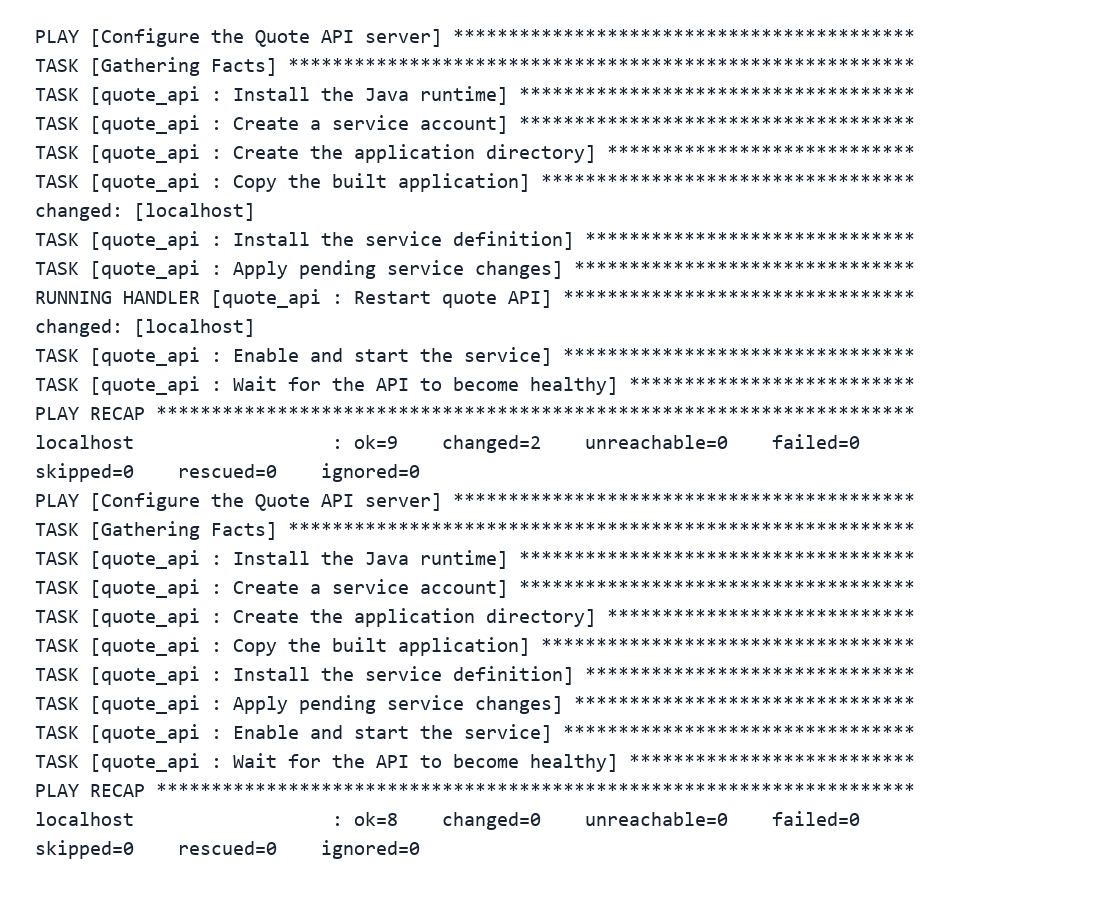 PLAY [Configure the Quote API server] ******************************************
TASK [Gathering Facts] *********************************************************
TASK [quote_api : Install the Java runtime] ************************************
TASK [quote_api : Create a service account] ************************************
TASK [quote_api : Create the application directory] ****************************
TASK [quote_api : Copy the built application] **********************************
changed: [localhost]
TASK [quote_api : Install the service definition] ******************************
TASK [quote_api : Apply pending service changes] *******************************
RUNNING HANDLER [quote_api : Restart quote API] ********************************
changed: [localhost]
TASK [quote_api : Enable and start the service] ********************************
TASK [quote_api : Wait for the API to become healthy] **************************
PLAY RECAP *********************************************************************
localhost                  : ok=9    changed=2    unreachable=0    failed=0
skipped=0    rescued=0    ignored=0
PLAY [Configure the Quote API server] ******************************************
TASK [Gathering Facts] *********************************************************
TASK [quote_api : Install the Java runtime] ************************************
TASK [quote_api : Create a service account] ************************************
TASK [quote_api : Create the application directory] ****************************
TASK [quote_api : Copy the built application] **********************************
TASK [quote_api : Install the service definition] ******************************
TASK [quote_api : Apply pending service changes] *******************************
TASK [quote_api : Enable and start the service] ********************************
TASK [quote_api : Wait for the API to become healthy] **************************
PLAY RECAP *********************************************************************
localhost                  : ok=8    changed=0    unreachable=0    failed=0
skipped=0    rescued=0    ignored=0